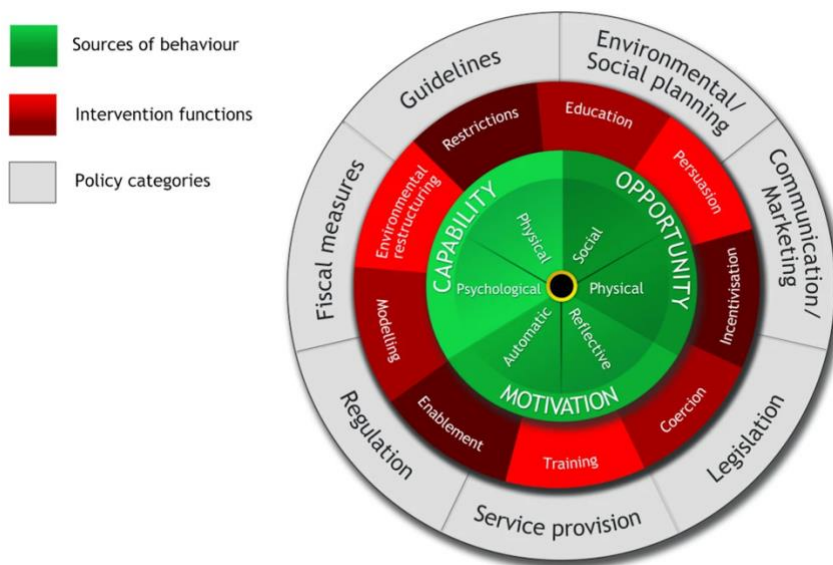 Sources of behaviour
Intervention functions
Policy categories
Guidelines
Environmental/
Social planning
Communication/
Marketing
Legislation
Service provision
Regulation
Fiscal measures
Restrictions
Education
Persuasion
Incentivisation
Coercion
Training
Enablement
Modelling
Environmental
restructuring
CAPABILITY
OPPORTUNITY
MOTIVATION
Physical
Social
Physical
Reflective
Automatic
Psychological